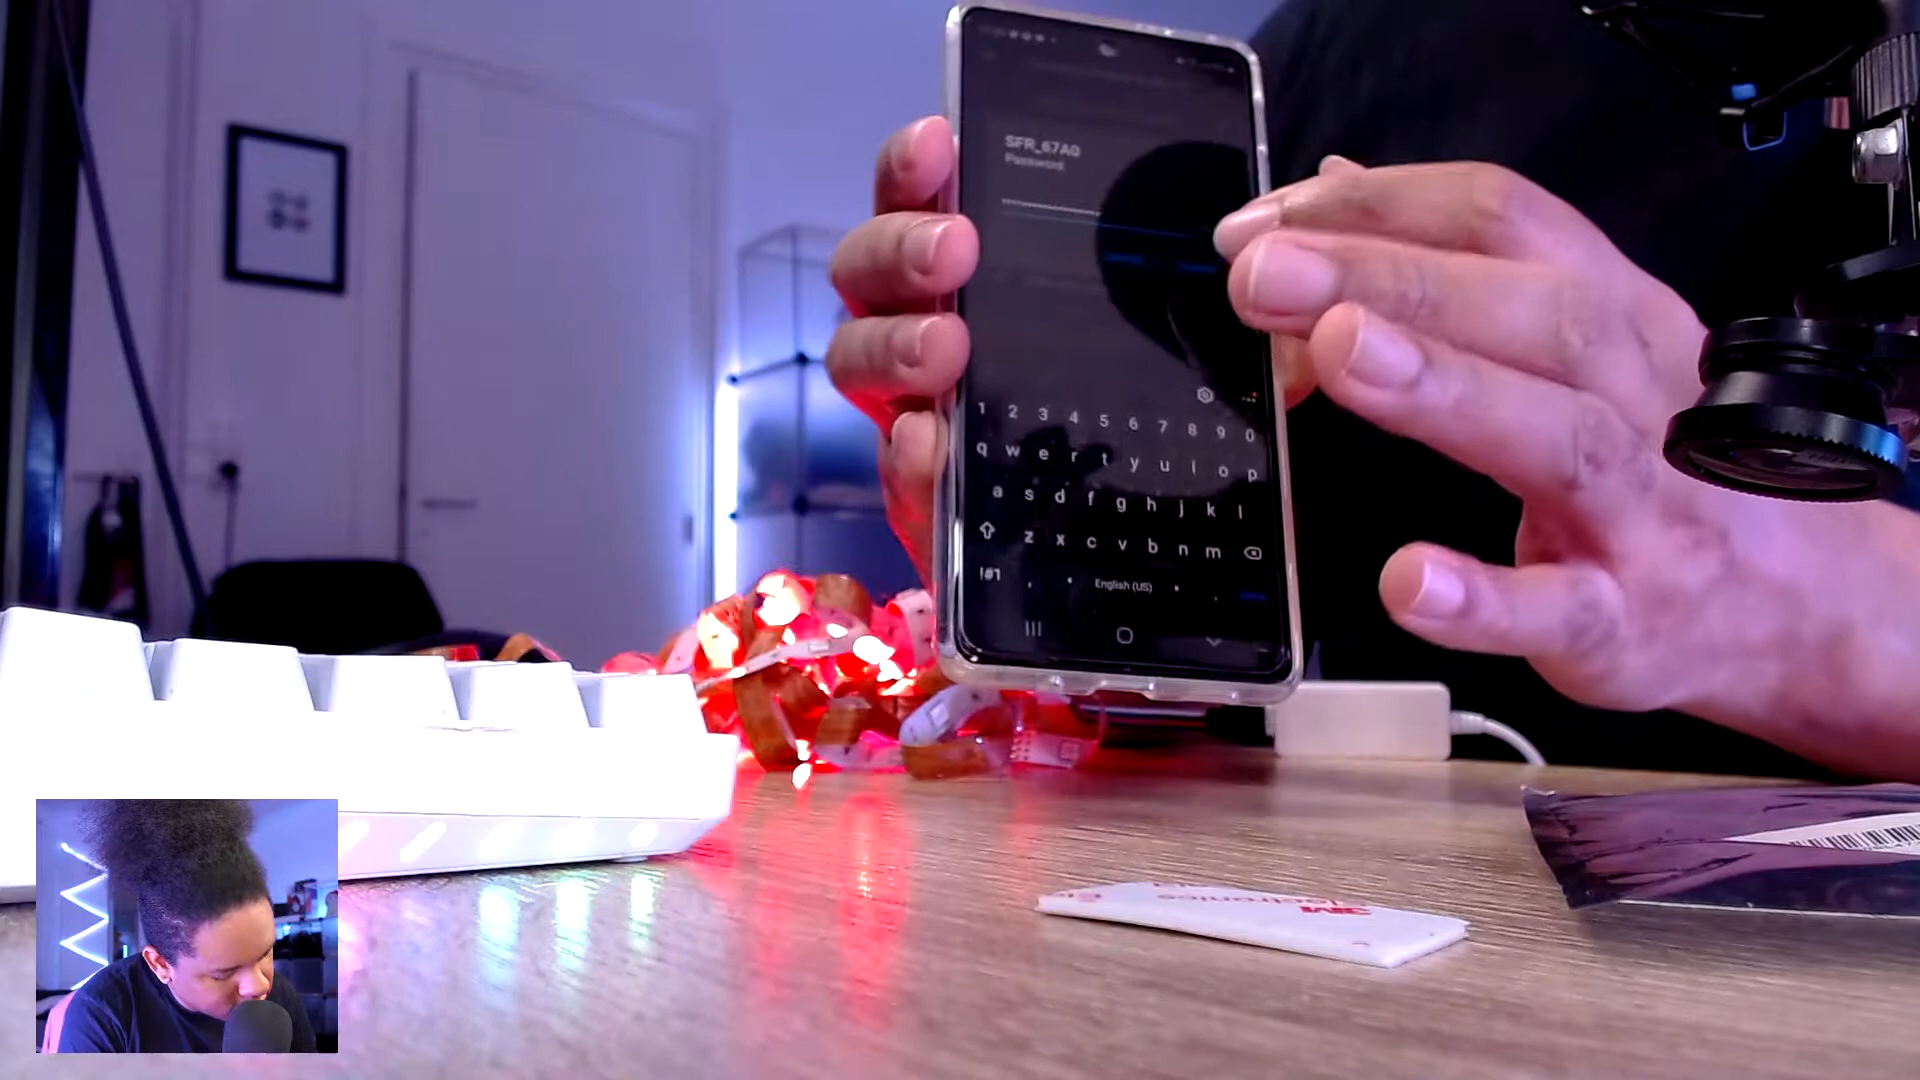 SFR_67A0
Password
1 2 3 4 5 6 7 8 9 0
q w e r t y u i o p
a s d f g h j k l
z x c v b n m
!#1 , English (US) .
3M